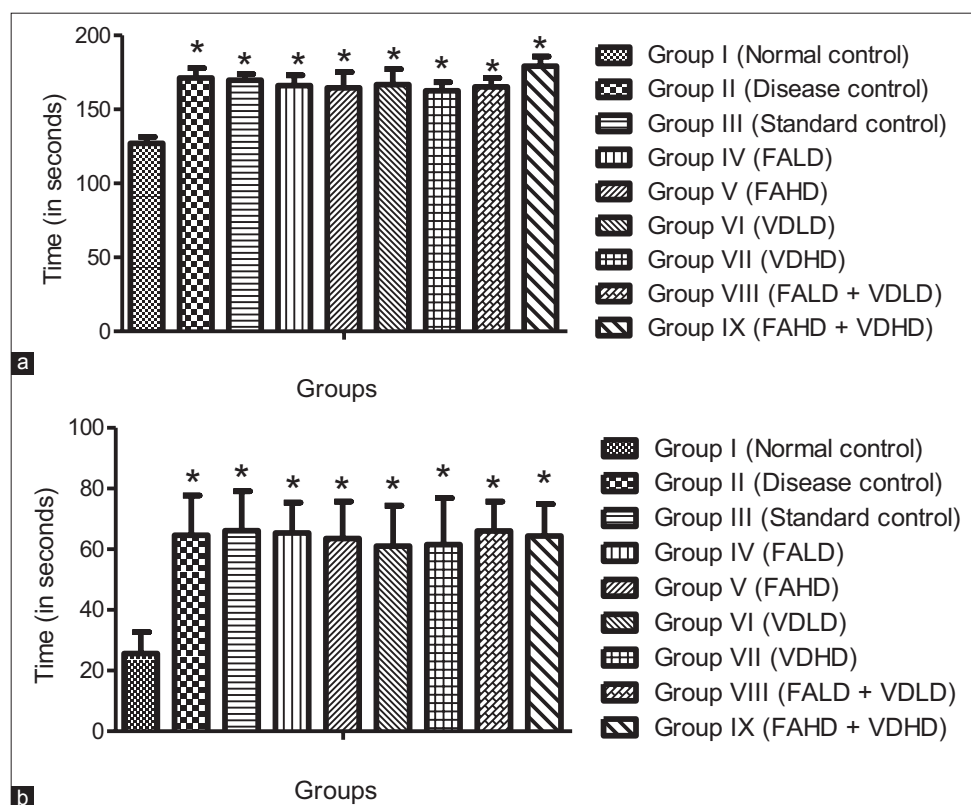 200
150
100
50
0
Time (in seconds)
* * * * * * * *
Groups
Group I (Normal control)
Group II (Disease control)
Group III (Standard control)
Group IV (FALD)
Group V (FAHD)
Group VI (VDLD)
Group VII (VDHD)
Group VIII (FALD + VDLD)
Group IX (FAHD + VDHD)
a
100
80
60
40
20
0
Time (in seconds)
* * * * * * * *
Groups
Group I (Normal control)
Group II (Disease control)
Group III (Standard control)
Group IV (FALD)
Group V (FAHD)
Group VI (VDLD)
Group VII (VDHD)
Group VIII (FALD + VDLD)
Group IX (FAHD + VDHD)
b